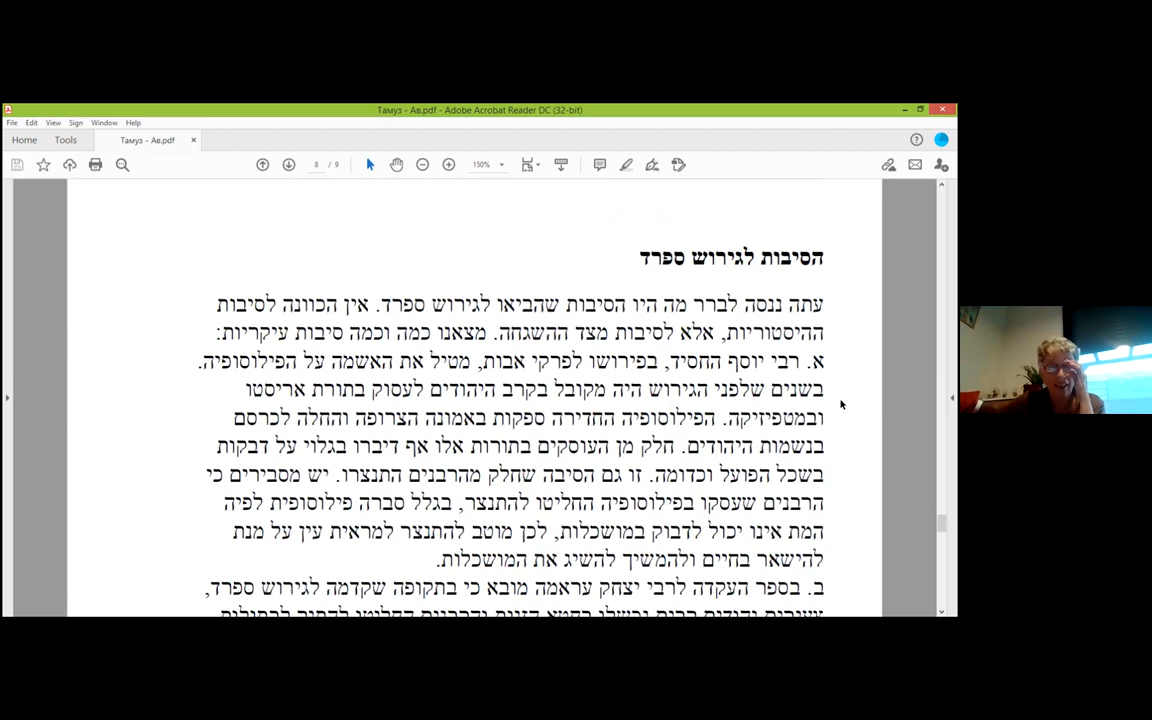 Тамуз - Ав.pdf - Adobe Acrobat Reader DC (32-bit)
File Edit View Sign Window Help
Home Tools Тамуз - Ав.pdf ×
8 / 9 150%
הסיבות לגירוש ספרד
עתה ננסה לברר מה היו הסיבות שהביאו לגירוש ספרד. אין הכוונה לסיבות
ההיסטוריות, אלא לסיבות מצד ההשגחה. מצאנו כמה וכמה סיבות עיקריות:
א. רבי יוסף החסיד, בפירושו לפרקי אבות, מטיל את האשמה על הפילוסופיה.
בשנים שלפני הגירוש היה מקובל בקרב היהודים לעסוק בתורת אריסטו
ובמטפיזיקה. הפילוסופיה החדירה ספקות באמונה הצרופה והחלה לכרסם
בנשמות היהודים. חלק מן העוסקים בתורות אלו אף דיברו בגלוי על דבקות
בשכל הפועל וכדומה. זו גם הסיבה שחלק מהרבנים התנצרו. יש מסבירים כי
הרבנים שעסקו בפילוסופיה החליטו להתנצר, בגלל סברה פילוסופית לפיה
המת אינו יכול לדבוק במושכלות, לכן מוטב להתנצר למראית עין על מנת
להישאר בחיים ולהמשיך להשיג את המושכלות.
ב. בספר העקדה לרבי יצחק עראמה מובא כי בתקופה שקדמה לגירוש ספרד,